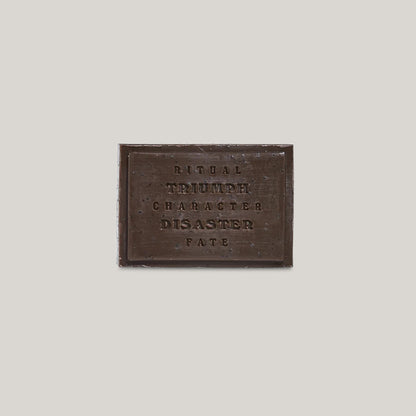 RITUAL
TRIUMPH
CHARACTER
DISASTER
FATE